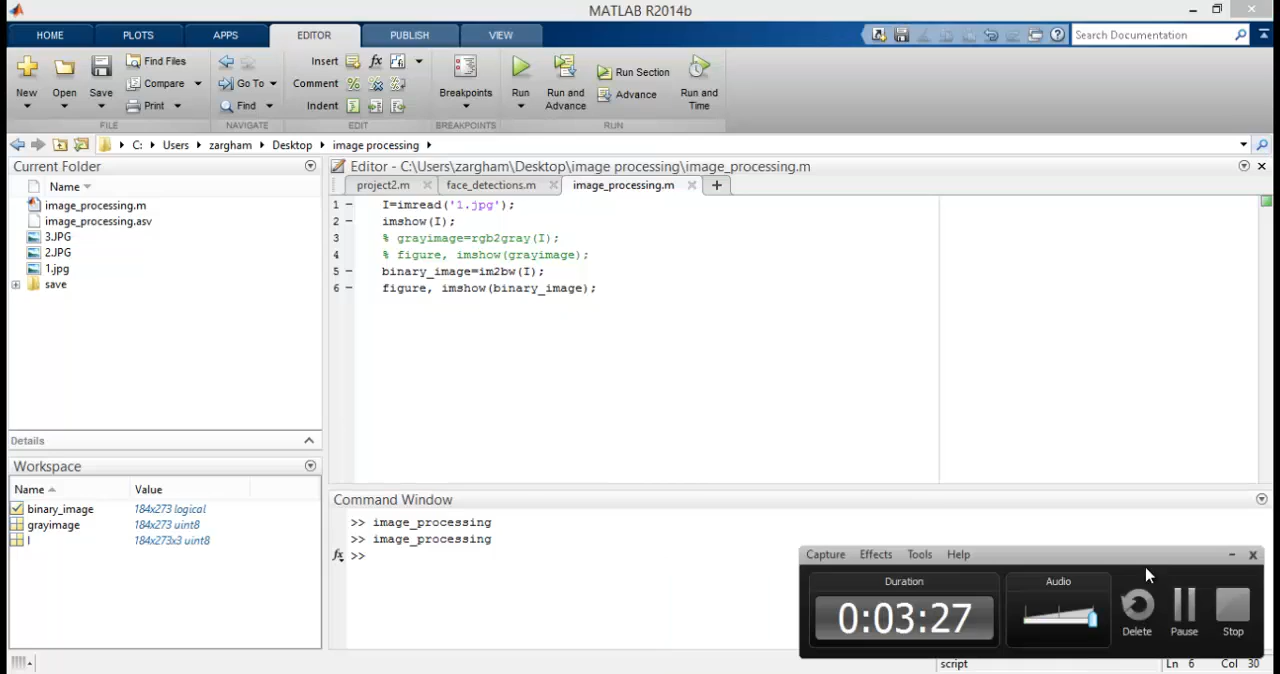 MATLAB R2014b
HOME PLOTS APPS EDITOR PUBLISH VIEW Search Documentation
New Open Save Find Files Compare Print Go To Find Insert fx Comment Indent Breakpoints Run Run and Advance Run Section Advance Run and Time
FILE NAVIGATE EDIT BREAKPOINTS RUN
C: Users zargham Desktop image processing
Current Folder
Name
image_processing.m
image_processing.asv
3.JPG
2.JPG
1.jpg
save
Details
Workspace
Name Value
binary_image 184x273 logical
grayimage 184x273 uint8
I 184x273x3 uint8
Editor - C:\Users\zargham\Desktop\image processing\image_processing.m
project2.m face_detections.m image_processing.m
1 I=imread('1.jpg');
2 imshow(I);
3 % grayimage=rgb2gray(I);
4 % figure, imshow(grayimage);
5 binary_image=im2bw(I);
6 figure, imshow(binary_image);
Command Window
>> image_processing
>> image_processing
fx >>
Capture Effects Tools Help
Duration Audio
0:03:27
Delete Pause Stop
script Ln 6 Col 30